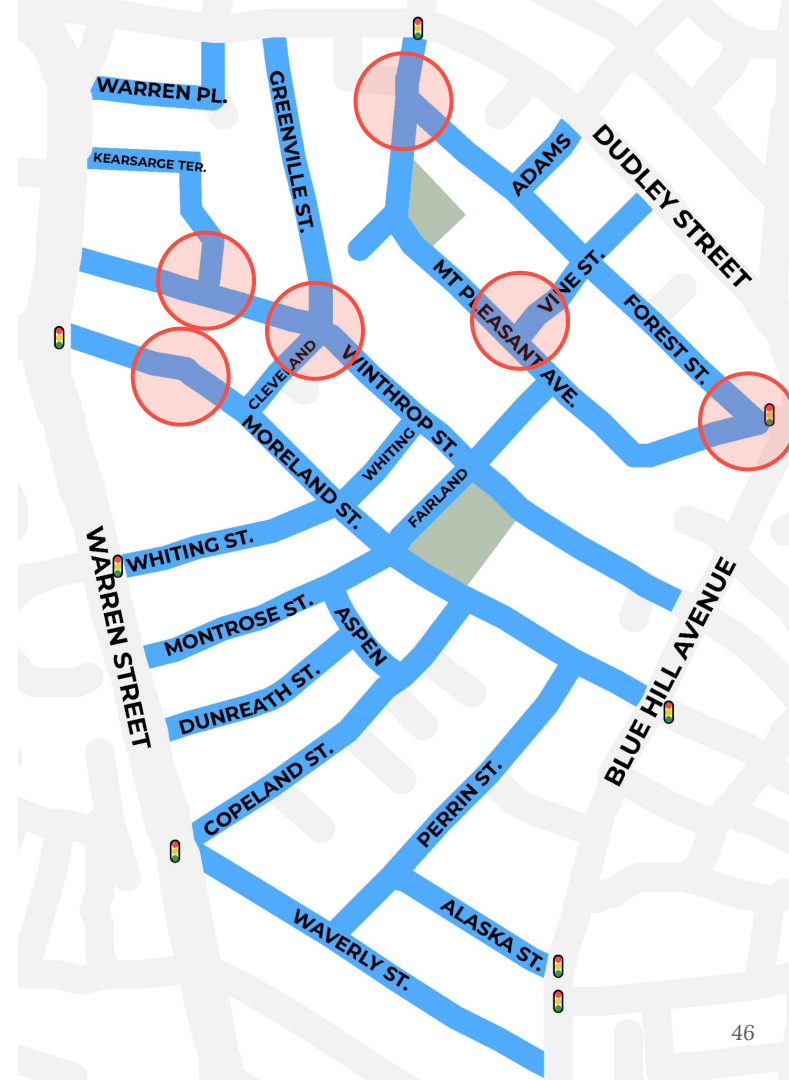 WARREN PL.
GREENVILLE ST.
KEARSARGE TER.
ADAMS
DUDLEY STREET
VINE ST.
MT PLEASANT AVE.
FOREST ST.
CLEVELAND
WINTHROP ST.
WHITING
MORELAND ST.
FAIRLAND
WHITING ST.
WARREN STREET
MONTROSE ST.
ASPEN
DUNREATH ST.
BLUE HILL AVENUE
COPELAND ST.
PERRIN ST.
ALASKA ST.
WAVERLY ST.
46